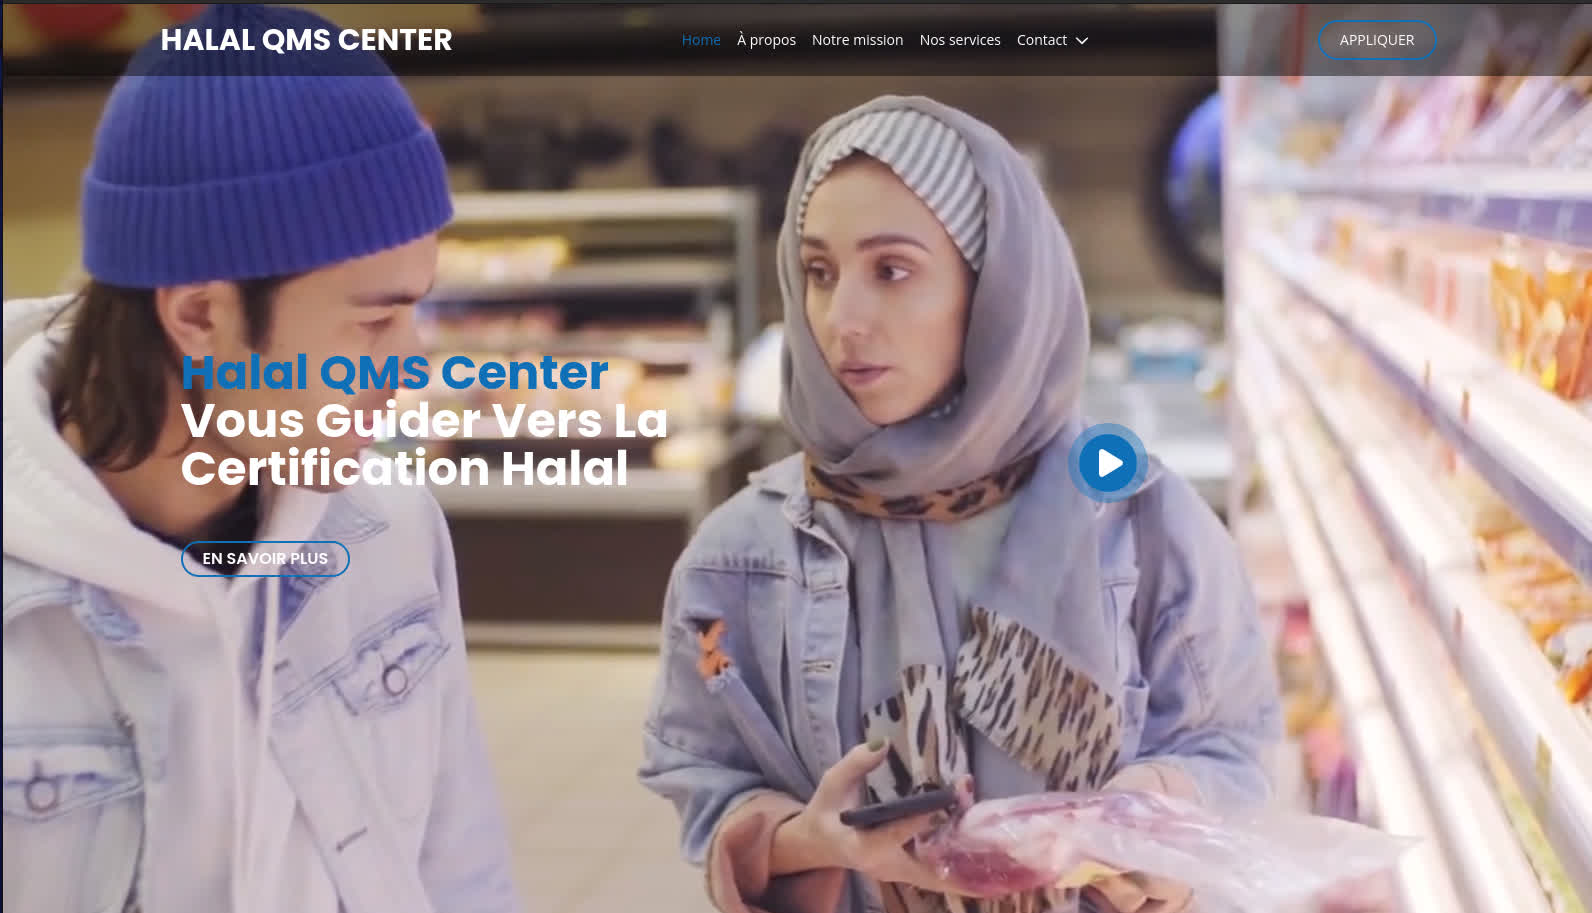 HALAL QMS CENTER
Home À propos Notre mission Nos services Contact
APPLIQUER
Halal QMS Center
Vous Guider Vers La
Certification Halal
EN SAVOIR PLUS